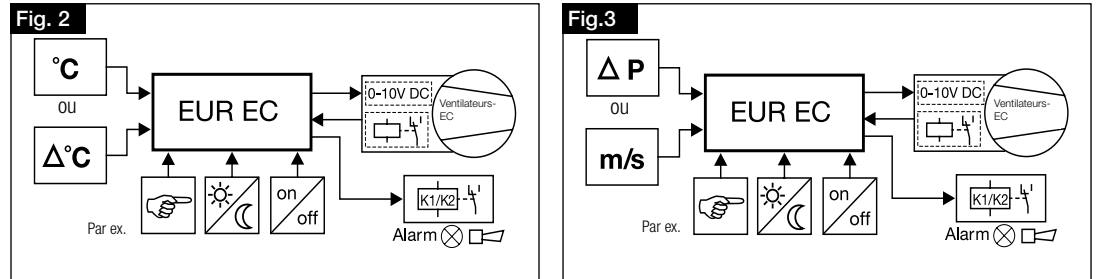 Fig. 2
°C
ou
Δ°C
EUR EC
0-10V DC
Ventilateurs-
EC
Par ex.
on
off
K1/K2
Alarm
Fig.3
Δ P
ou
m/s
EUR EC
0-10V DC
Ventilateurs-
EC
Par ex.
on
off
K1/K2
Alarm